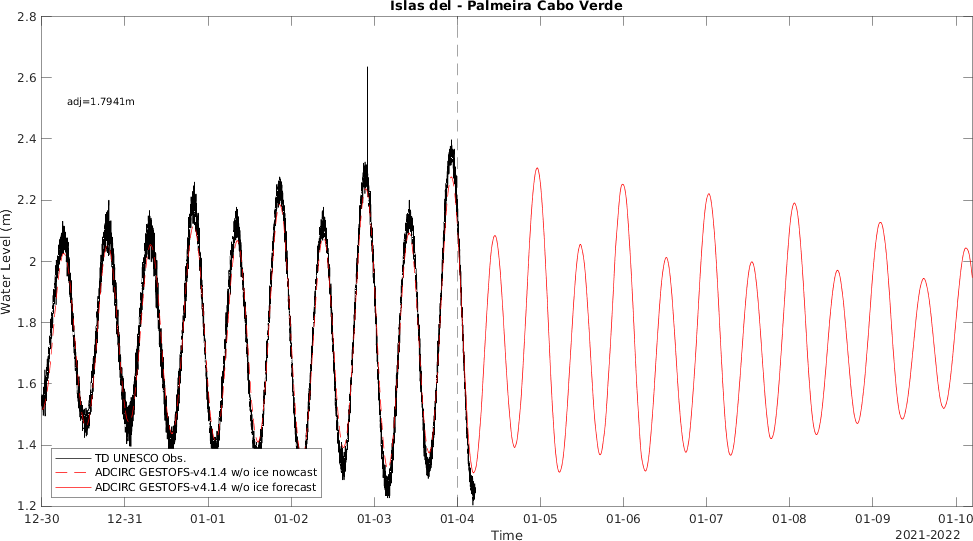 Islas del - Palmeira Cabo Verde
2.8
2.6
2.4
2.2
2
1.8
1.6
1.4
1.2
Water Level (m)
adj=1.7941m
TD UNESCO Obs.
ADCIRC GESTOFS-v4.1.4 w/o ice nowcast
ADCIRC GESTOFS-v4.1.4 w/o ice forecast
12-30 12-31 01-01 01-02 01-03 01-04 01-05 01-06 01-07 01-08 01-09 01-10
Time
2021-2022